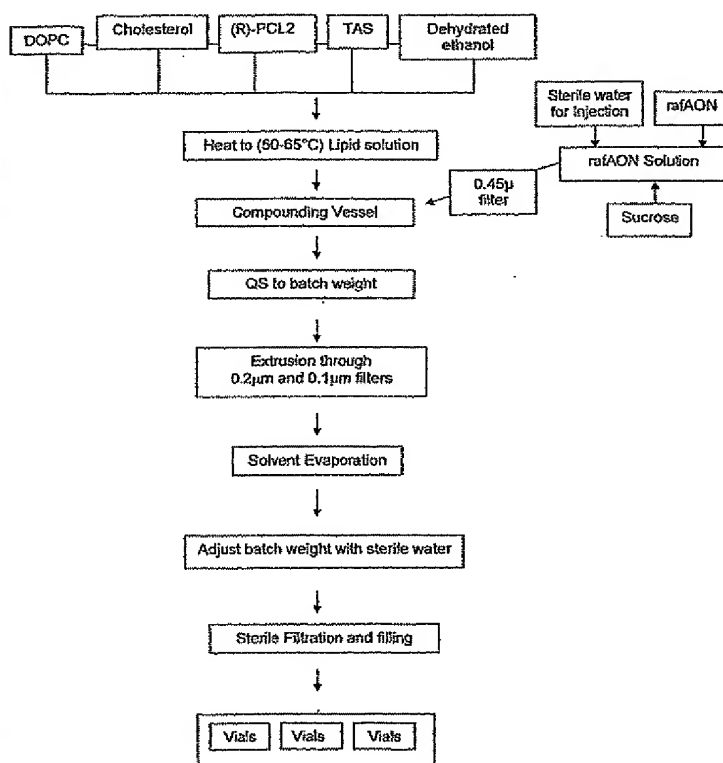 DOPC
Cholesterol
(R)-PCL2
TAS
Dehydrated
ethanol
Sterile water
for Injection
rafAON
Heat to (60-65°C) Lipid solution
rafAON Solution
0.45µ
filter
Sucrose
Compounding Vessel
QS to batch weight
Extrusion through
0.2µm and 0.1µm filters
Solvent Evaporation
Adjust batch weight with sterile water
Sterile Filtration and filling
Vials
Vials
Vials